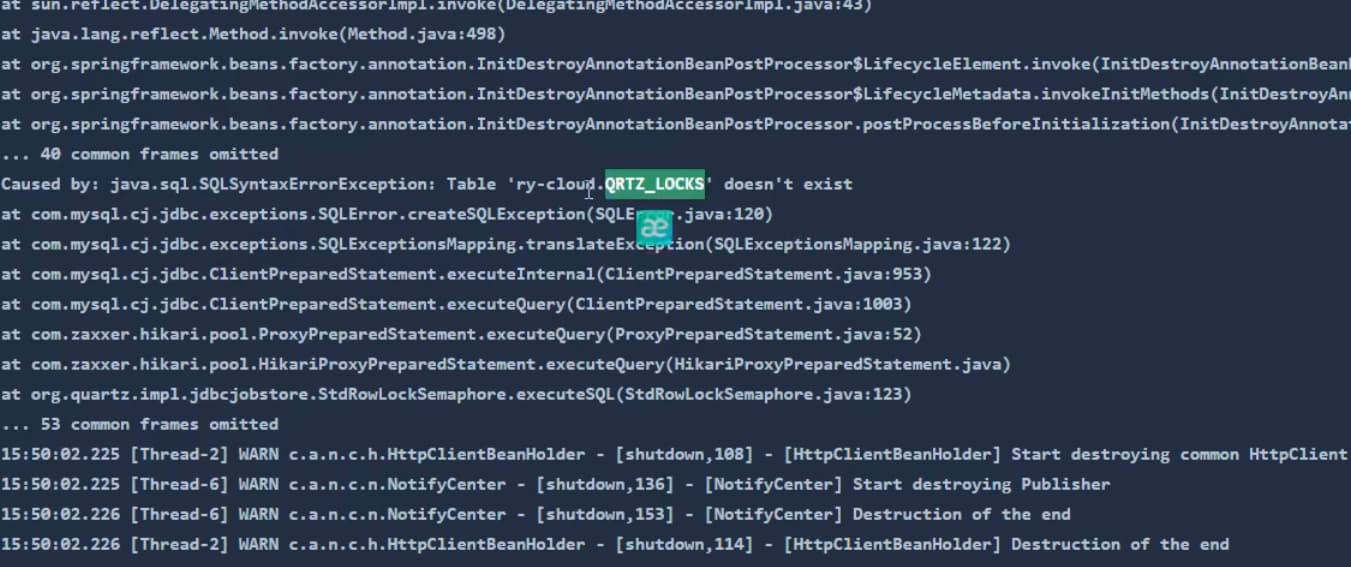 at sun.reflect.DelegatingMethodAccessorImpl.invoke(DelegatingMethodAccessorImpl.java:43)
at java.lang.reflect.Method.invoke(Method.java:498)
at org.springframework.beans.factory.annotation.InitDestroyAnnotationBeanPostProcessor$LifecycleElement.invoke(InitDestroyAnnotationBean
at org.springframework.beans.factory.annotation.InitDestroyAnnotationBeanPostProcessor$LifecycleMetadata.invokeInitMethods(InitDestroyAn
at org.springframework.beans.factory.annotation.InitDestroyAnnotationBeanPostProcessor.postProcessBeforeInitialization(InitDestroyAnnota
... 40 common frames omitted
Caused by: java.sql.SQLSyntaxErrorException: Table 'ry-cloud.QRTZ_LOCKS' doesn't exist
at com.mysql.cj.jdbc.exceptions.SQLError.createSQLException(SQLError.java:120)
at com.mysql.cj.jdbc.exceptions.SQLExceptionsMapping.translateException(SQLExceptionsMapping.java:122)
at com.mysql.cj.jdbc.ClientPreparedStatement.executeInternal(ClientPreparedStatement.java:953)
at com.mysql.cj.jdbc.ClientPreparedStatement.executeQuery(ClientPreparedStatement.java:1003)
at com.zaxxer.hikari.pool.ProxyPreparedStatement.executeQuery(ProxyPreparedStatement.java:52)
at com.zaxxer.hikari.pool.HikariProxyPreparedStatement.executeQuery(HikariProxyPreparedStatement.java)
at org.quartz.impl.jdbcjobstore.StdRowLockSemaphore.executeSQL(StdRowLockSemaphore.java:123)
... 53 common frames omitted
15:50:02.225 [Thread-2] WARN c.a.n.c.h.HttpClientBeanHolder - [shutdown,108] - [HttpClientBeanHolder] Start destroying common HttpClient
15:50:02.225 [Thread-6] WARN c.a.n.c.n.NotifyCenter - [shutdown,136] - [NotifyCenter] Start destroying Publisher
15:50:02.226 [Thread-6] WARN c.a.n.c.n.NotifyCenter - [shutdown,153] - [NotifyCenter] Destruction of the end
15:50:02.226 [Thread-2] WARN c.a.n.c.h.HttpClientBeanHolder - [shutdown,114] - [HttpClientBeanHolder] Destruction of the end